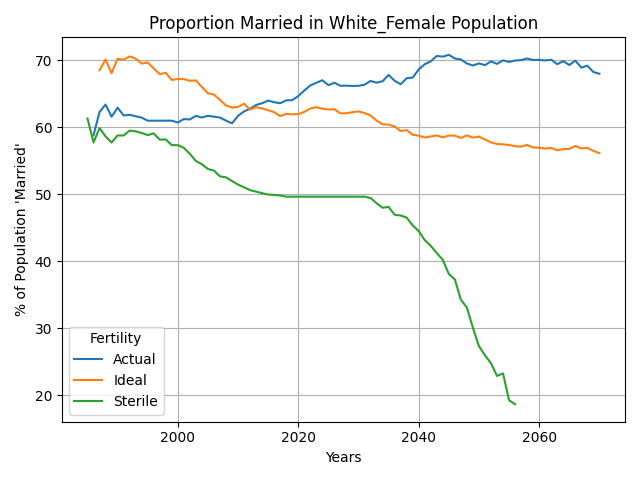 Proportion Married in White_Female Population
% of Population 'Married'
70
60
50
40
30
20
Fertility
Actual
Ideal
Sterile
2000 2020 2040 2060
Years